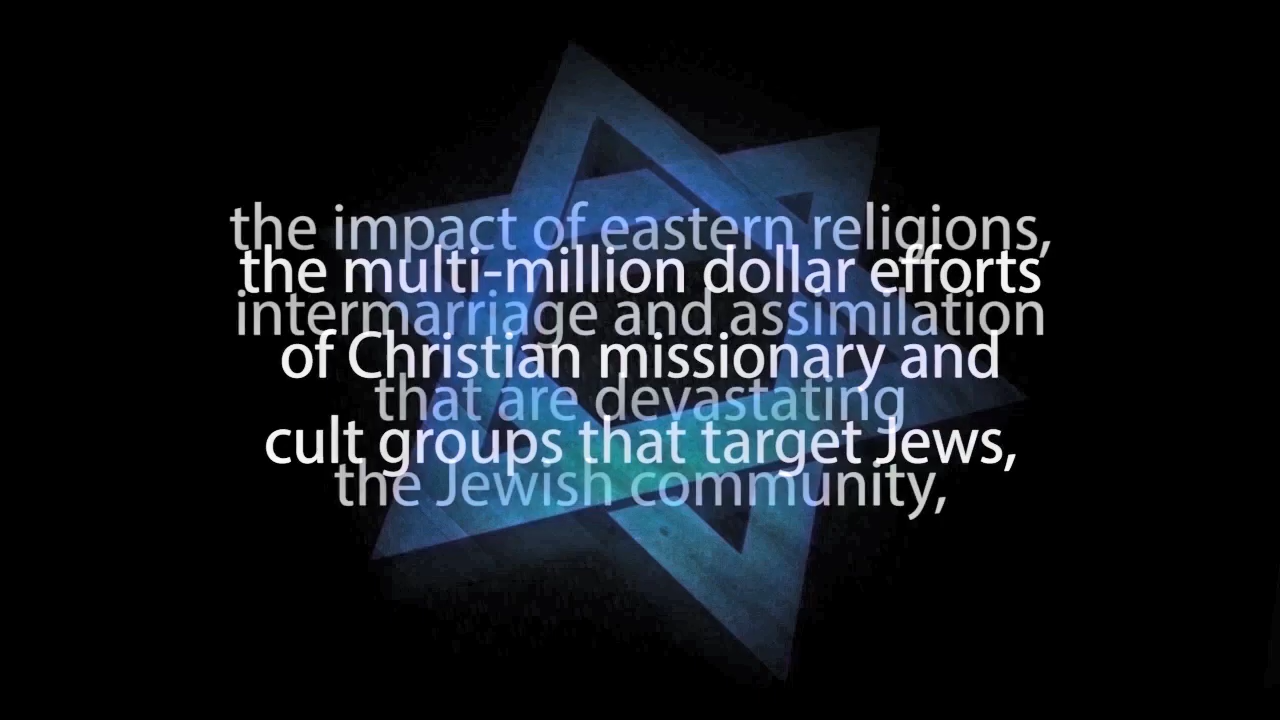 the impact of eastern religions,
the multi-million dollar efforts
intermarriage and assimilation
of Christian missionary and
that are devastating
cult groups that target Jews,
the Jewish community,